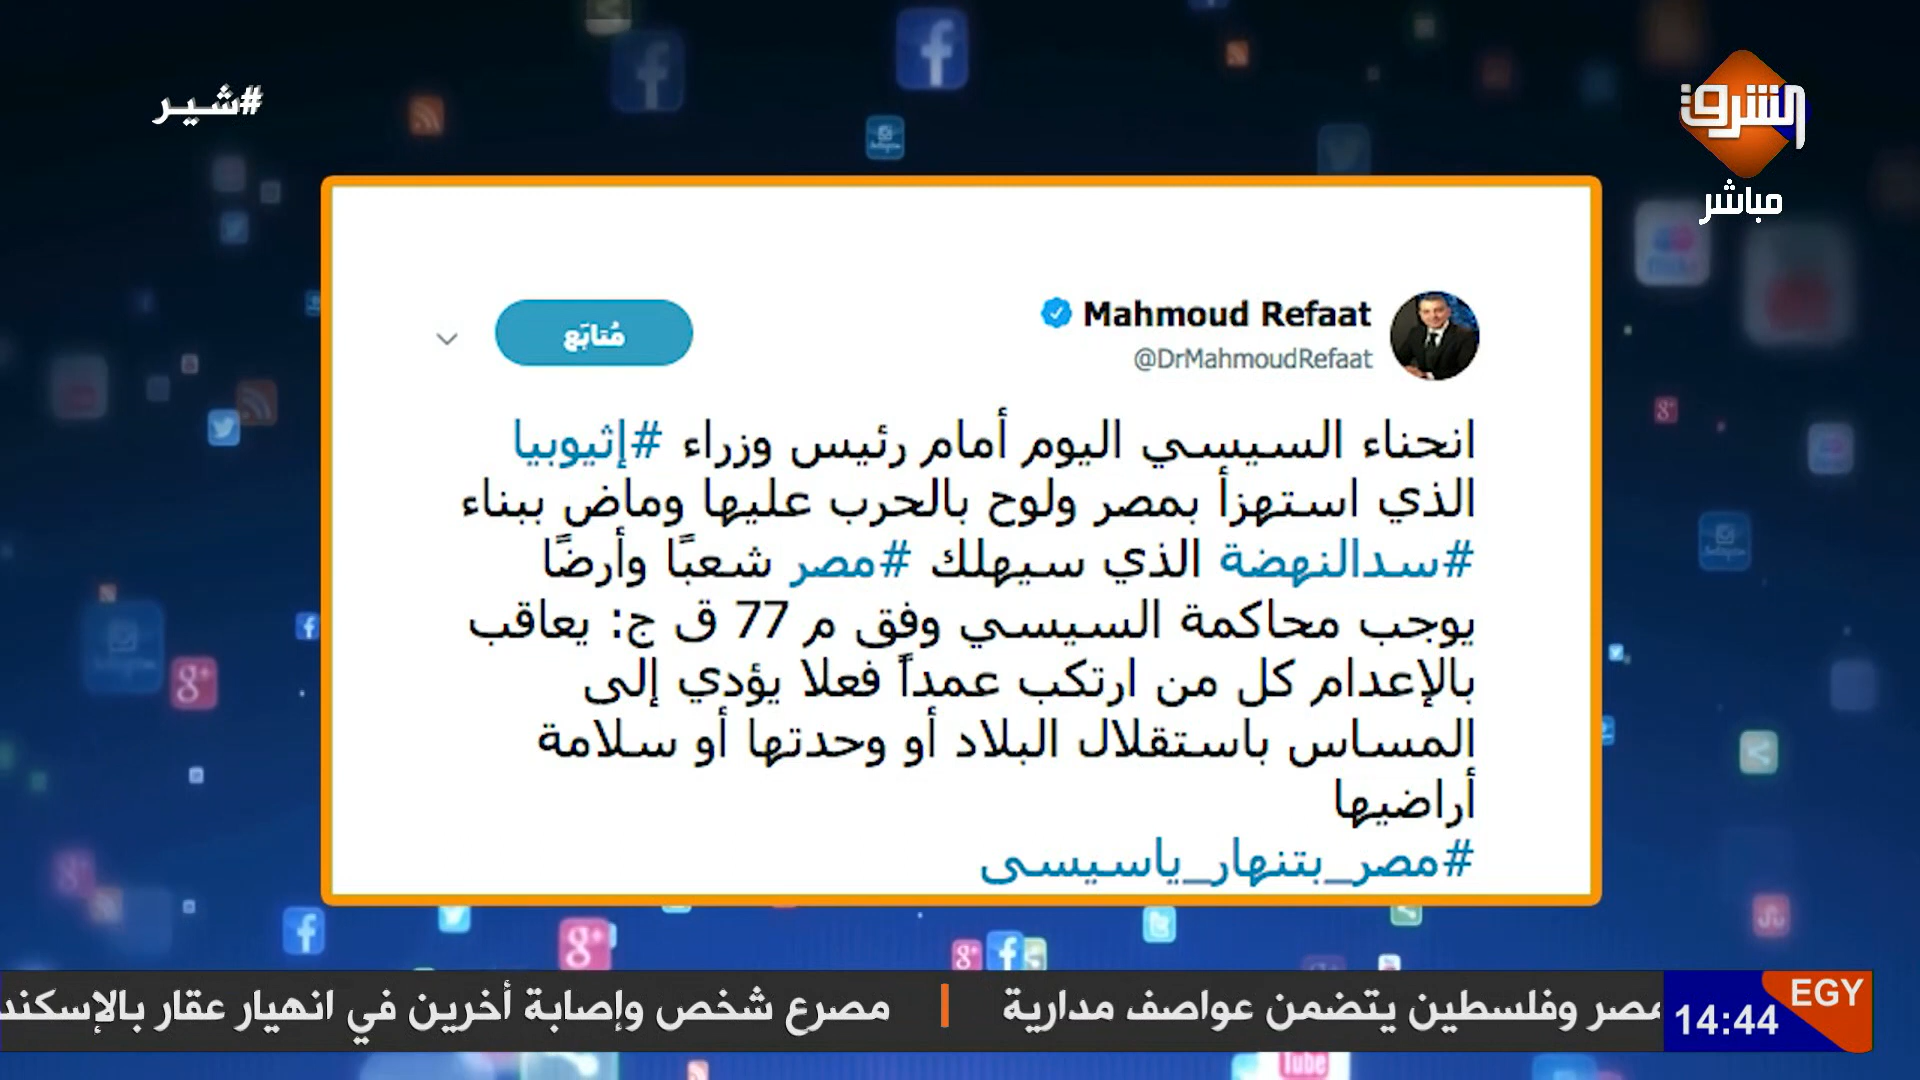 #شير
الشرق
مباشر
Mahmoud Refaat
@DrMahmoudRefaat
مُتابَع
انحناء السيسي اليوم أمام رئيس وزراء #إثيوبيا
الذي استهزأ بمصر ولوح بالحرب عليها وماض ببناء
#سدالنهضة الذي سيهلك #مصر شعبًا وأرضًا
يوجب محاكمة السيسي وفق م 77 ق ج: يعاقب
بالإعدام كل من ارتكب عمداً فعلا يؤدي إلى
المساس باستقلال البلاد أو وحدتها أو سلامة
أراضيها
#مصر_بتنهار_ياسيسى
EGY
14:44
مصر وفلسطين يتضمن عواصف مدارية | مصرع شخص وإصابة أخرين في انهيار عقار بالإسكند